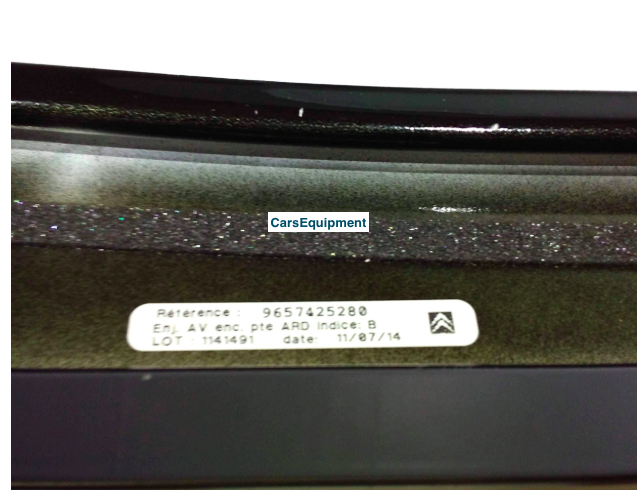 CarsEquipment
Référence : 9657425280
Enj. AV enc. pte ARD Indice: B
LOT : 1141491 date: 11/07/14